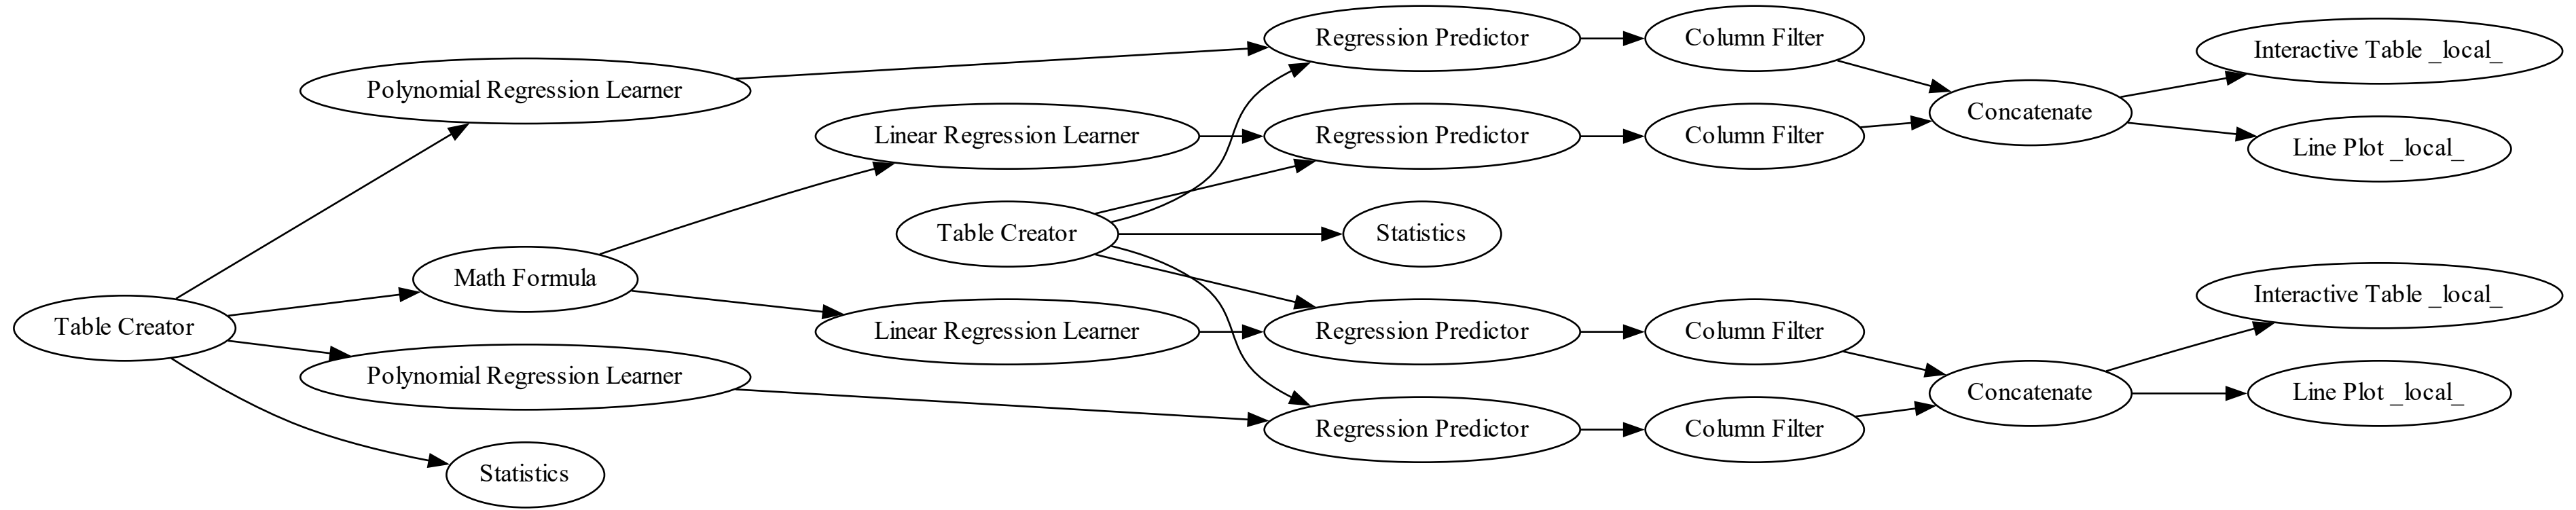 Regression Predictor
Column Filter
Interactive Table _local_
Polynomial Regression Learner
Concatenate
Linear Regression Learner
Regression Predictor
Column Filter
Line Plot _local_
Table Creator
Statistics
Math Formula
Interactive Table _local_
Table Creator
Linear Regression Learner
Regression Predictor
Column Filter
Polynomial Regression Learner
Concatenate
Line Plot _local_
Regression Predictor
Column Filter
Statistics